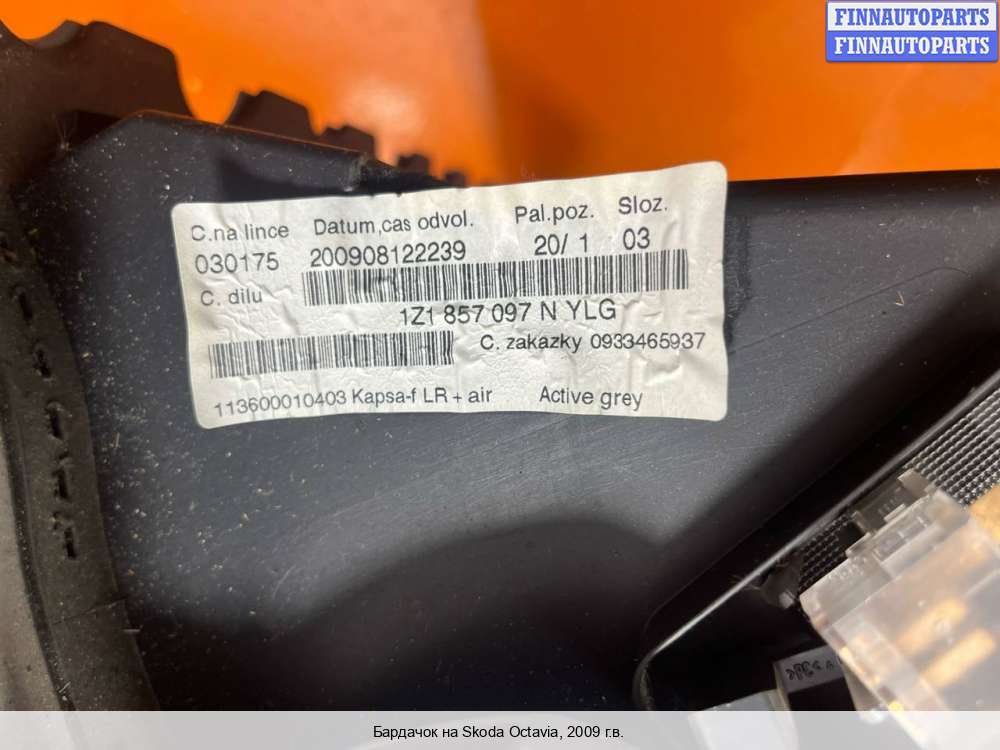 FINNAUTOPARTS
FINNAUTOPARTS
C.na lince Datum,cas odvol. Pal.poz. Sloz.
030175 200908122239 20/ 1 03
C. dilu
1Z1 857 097 N YLG
C. zakazky 0933465937
113600010403 Kapsa-f LR + air Active grey
Бардачок на Skoda Octavia, 2009 г.в.